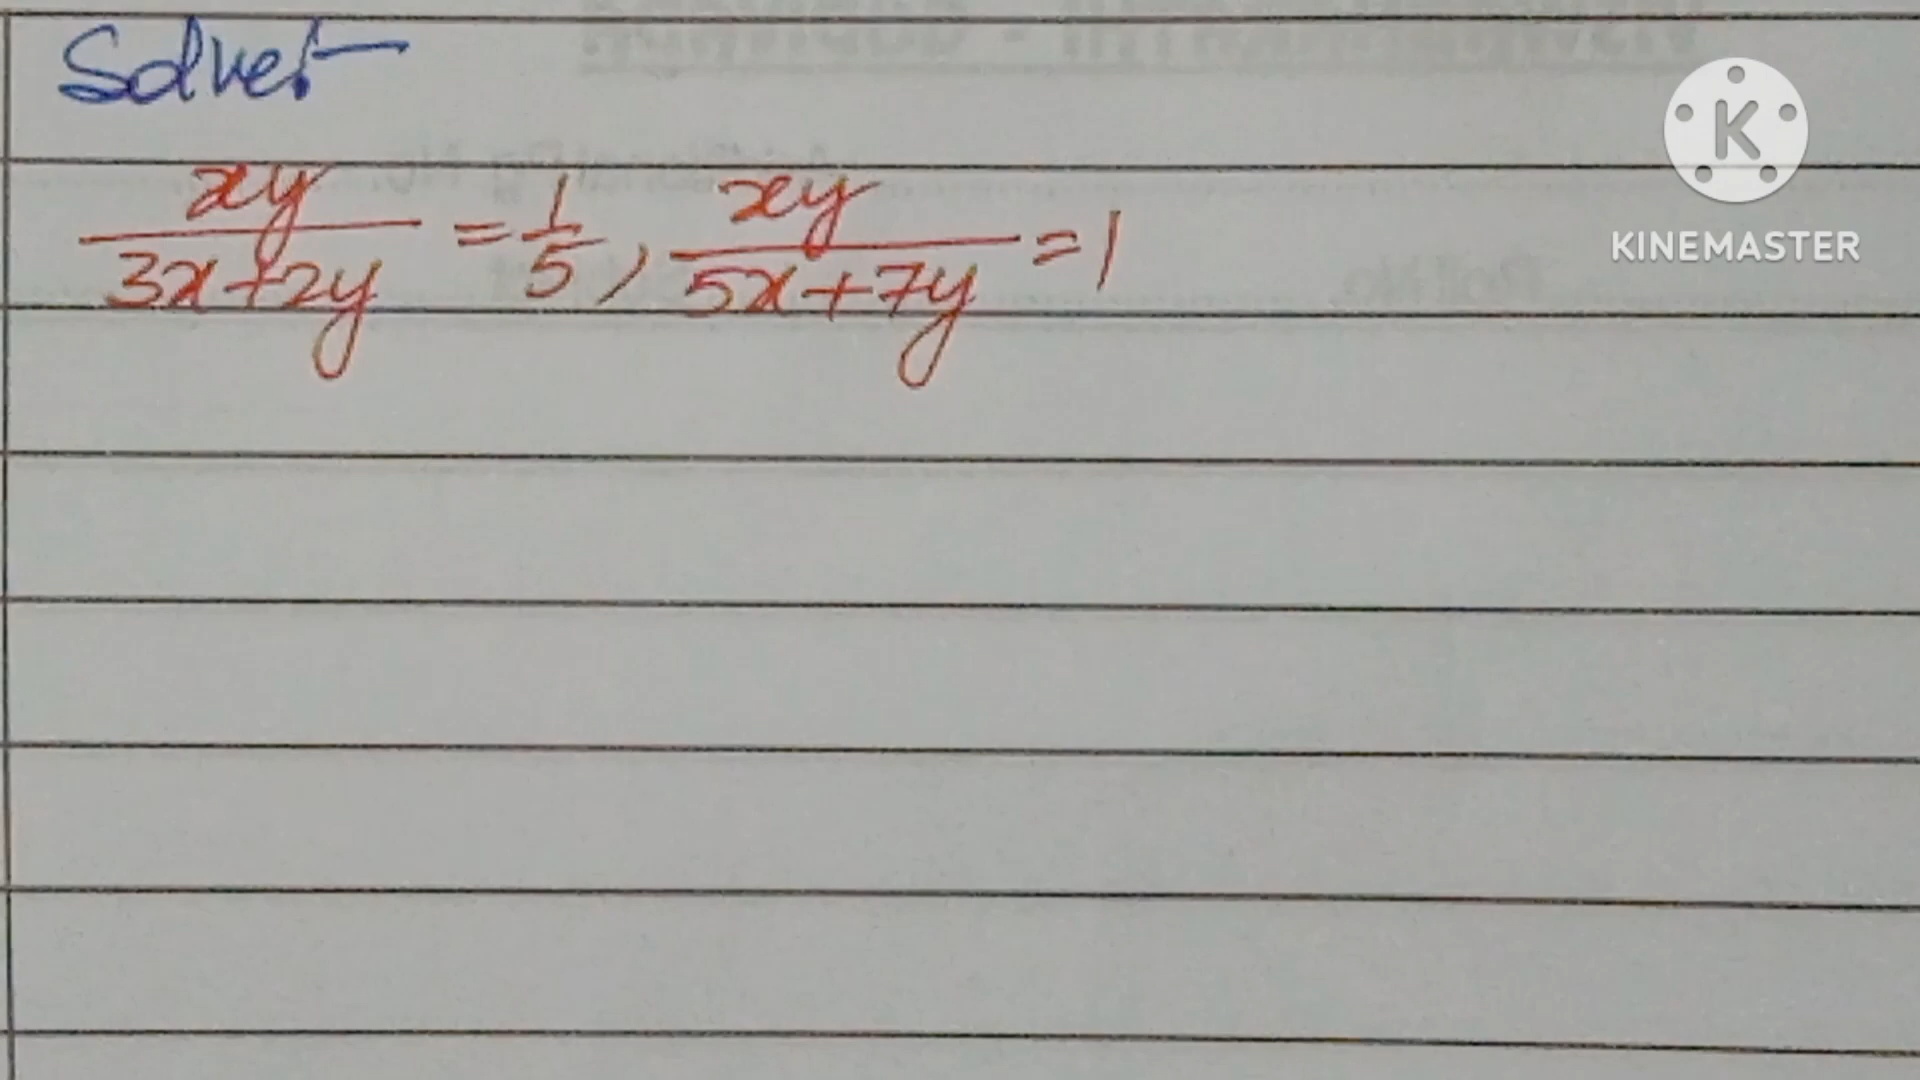 Solve:-
xy/(3x+2y) = 1/5, xy/(5x+7y) = 1
K
KINEMASTER